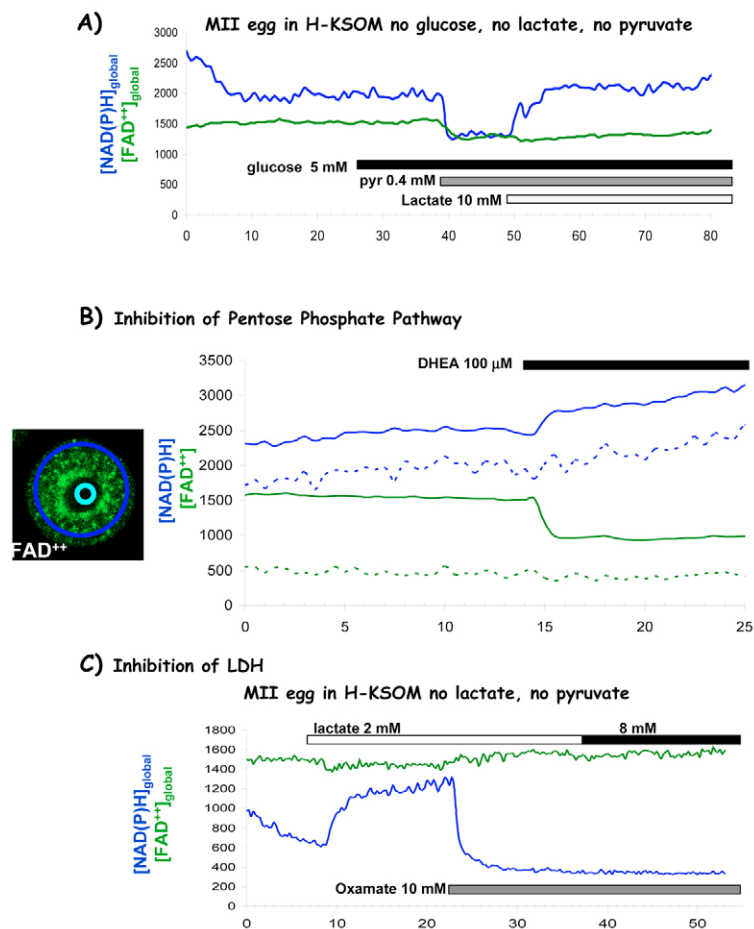 A) MII egg in H-KSOM no glucose, no lactate, no pyruvate
[NAD(P)H]global
[FAD++]global
3000
2500
2000
1500
1000
500
0
glucose 5 mM
pyr 0.4 mM
Lactate 10 mM
0 10 20 30 40 50 60 70 80
B) Inhibition of Pentose Phosphate Pathway
FAD++
[NAD(P)H]
[FAD++]
3500
3000
2500
2000
1500
1000
500
0
DHEA 100 µM
0 5 10 15 20 25
C) Inhibition of LDH
MII egg in H-KSOM no lactate, no pyruvate
[NAD(P)H]global
[FAD++]global
1800
1600
1400
1200
1000
800
600
400
200
0
lactate 2 mM 8 mM
Oxamate 10 mM
0 10 20 30 40 50